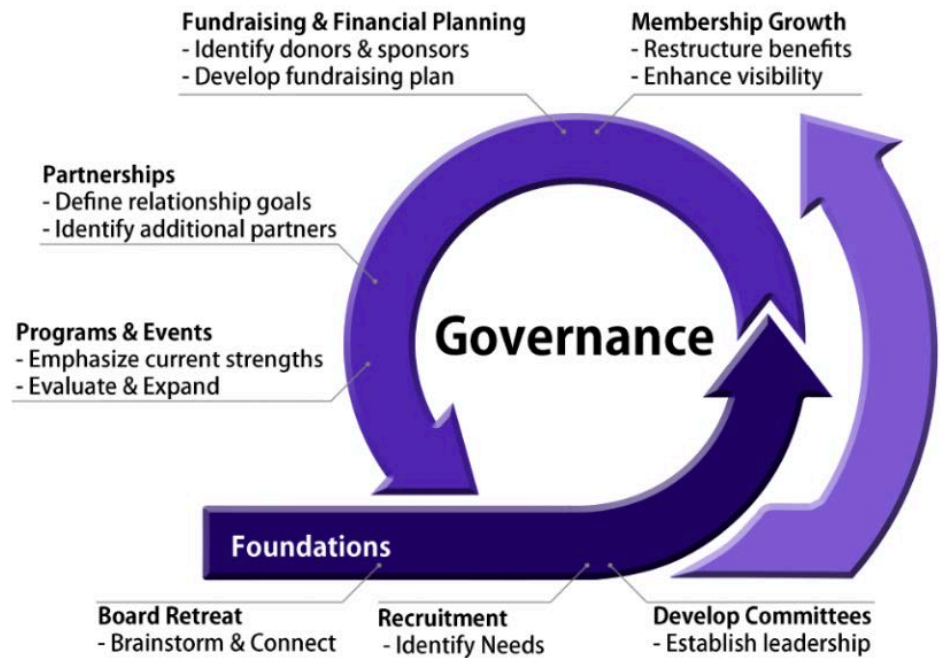 Fundraising & Financial Planning
- Identify donors & sponsors
- Develop fundraising plan
Membership Growth
- Restructure benefits
- Enhance visibility
Partnerships
- Define relationship goals
- Identify additional partners
Programs & Events
- Emphasize current strengths
- Evaluate & Expand
Governance
Foundations
Board Retreat
- Brainstorm & Connect
Recruitment
- Identify Needs
Develop Committees
- Establish leadership